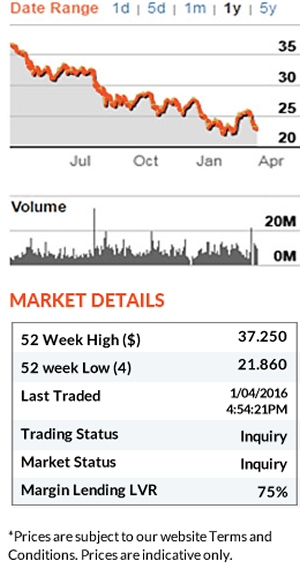 Date Range 1d | 5d | 1m | 1y | 5y
35
30
25
20
Jul Oct Jan Apr
Volume
20M
0M
MARKET DETAILS
52 Week High ($) 37.250
52 week Low (4) 21.860
Last Traded 1/04/2016
4:54:21PM
Trading Status Inquiry
Market Status Inquiry
Margin Lending LVR 75%
*Prices are subject to our website Terms and
Conditions. Prices are indicative only.